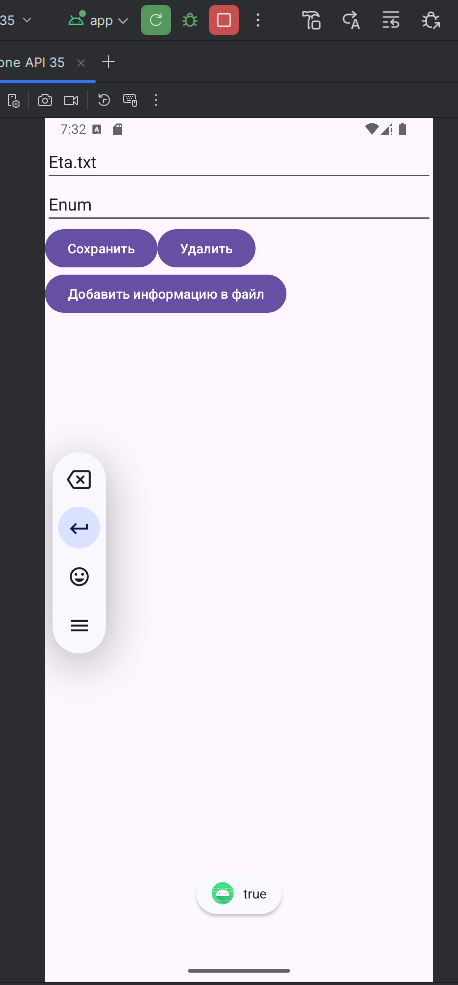 35 app
one API 35
7:32 A
Eta.txt
Enum
Сохранить Удалить
Добавить информацию в файл
true